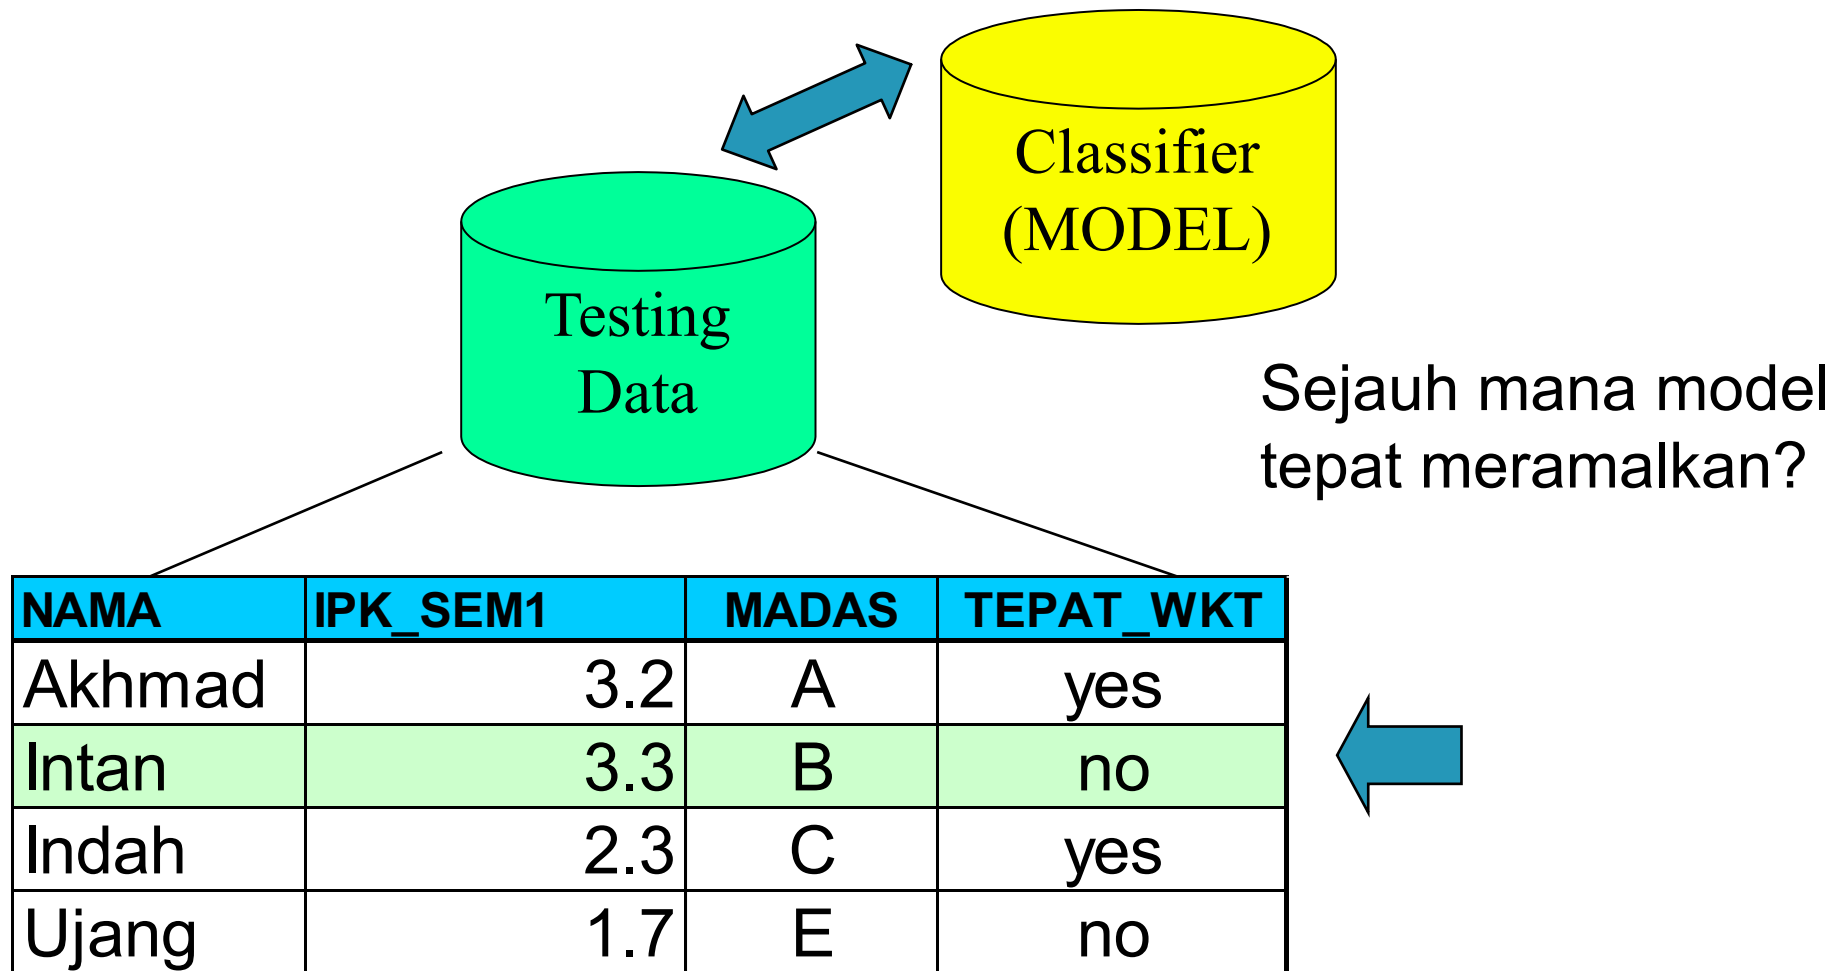 Classifier
(MODEL)
Testing
Data
Sejauh mana model
tepat meramalkan?
NAMA IPK_SEM1 MADAS TEPAT_WKT
Akhmad 3.2 A yes
Intan 3.3 B no
Indah 2.3 C yes
Ujang 1.7 E no